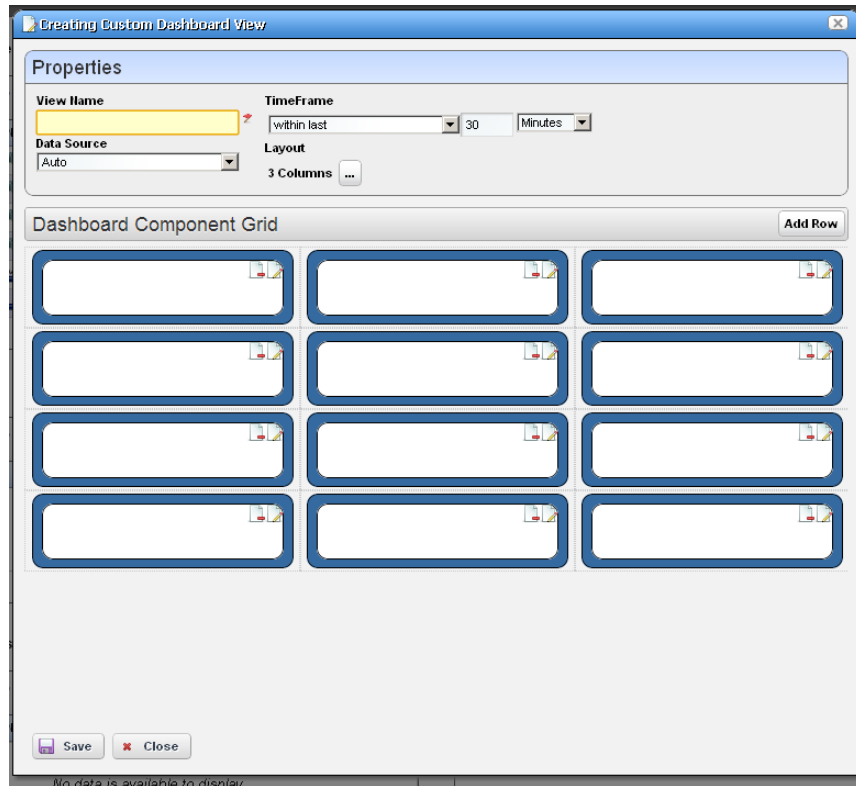 Creating Custom Dashboard View
Properties
View Name
TimeFrame
within last
30
Minutes
Data Source
Auto
Layout
3 Columns
...
Dashboard Component Grid
Add Row
Save
Close
No data is available to display